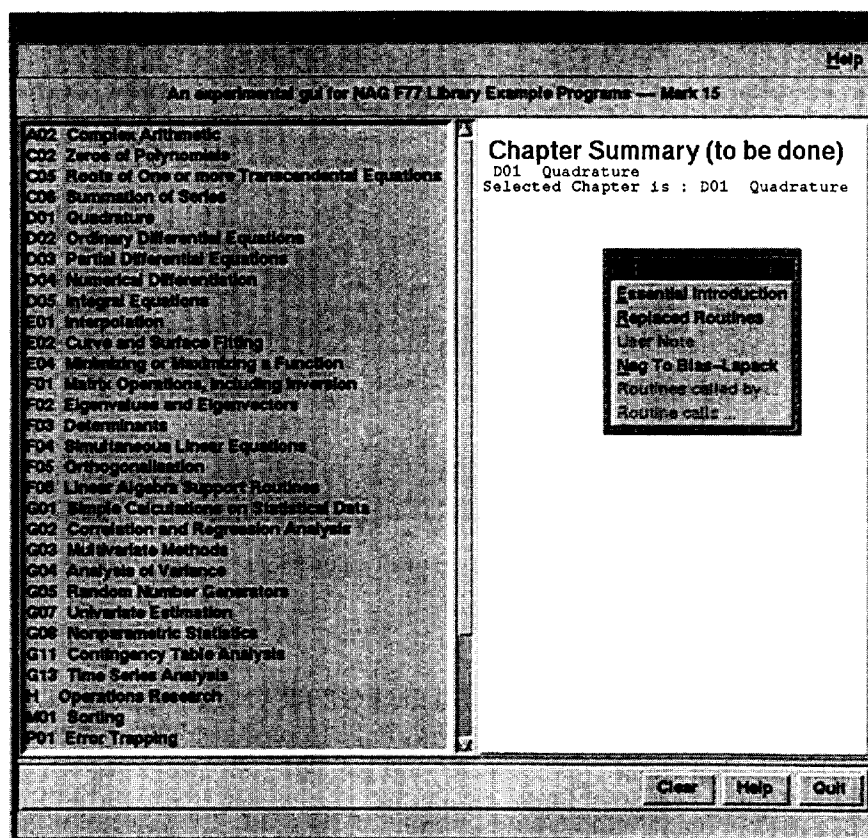 Help
An experimental gui for NAG F77 Library Example Programs — Mark 15
A02 Complex Arithmetic
C02 Zeros of Polynomials
C05 Roots of One or more Transcendental Equations
C06 Summation of Series
D01 Quadrature
D02 Ordinary Differential Equations
D03 Partial Differential Equations
D04 Numerical Differentiation
D05 Integral Equations
E01 Interpolation
E02 Curve and Surface Fitting
E04 Minimizing or Maximizing a Function
F01 Matrix Operations, Including Inversion
F02 Eigenvalues and Eigenvectors
F03 Determinants
F04 Simultaneous Linear Equations
F05 Orthogonalisation
F06 Linear Algebra Support Routines
G01 Simple Calculations on Statistical Data
G02 Correlation and Regression Analysis
G03 Multivariate Methods
G04 Analysis of Variance
G05 Random Number Generators
G07 Univariate Estimation
G08 Nonparametric Statistics
G11 Contingency Table Analysis
G13 Time Series Analysis
H Operations Research
M01 Sorting
P01 Error Trapping
Chapter Summary (to be done)
D01 Quadrature
Selected Chapter is : D01 Quadrature
Essential Introduction
Replaced Routines
User Note
Nag To Blas-Lapack
Routines called by ...
Routine calls ...
Clear
Help
Quit